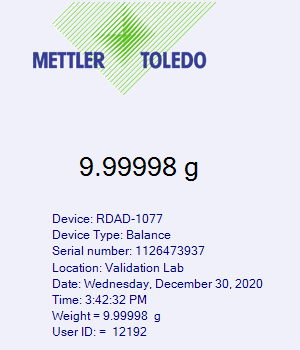 METTLER TOLEDO
9.99998 g
Device: RDAD-1077
Device Type: Balance
Serial number: 1126473937
Location: Validation Lab
Date: Wednesday, December 30, 2020
Time: 3:42:32 PM
Weight = 9.99998  g
User ID: =  12192